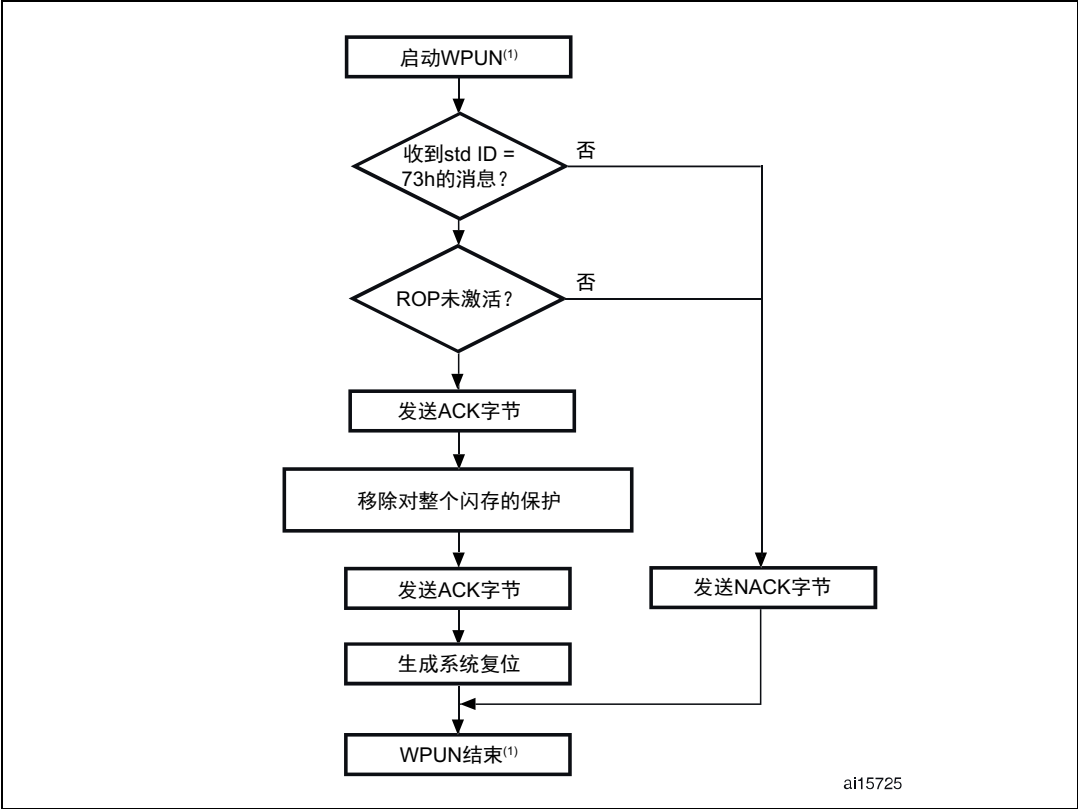 启动WPUN(1)
收到std ID =
73h的消息?
否
ROP未激活?
否
发送ACK字节
移除对整个闪存的保护
发送ACK字节
发送NACK字节
生成系统复位
WPUN结束(1)
ai15725